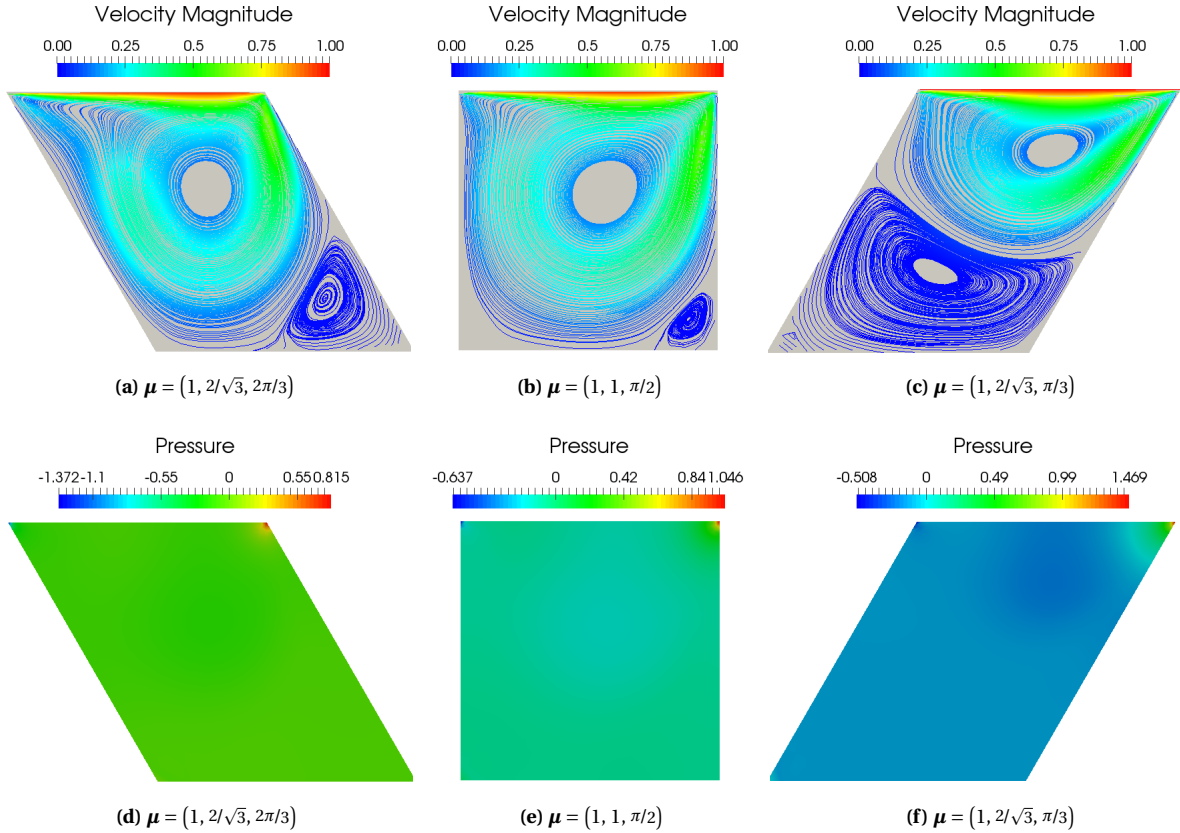 Velocity Magnitude
0.00 0.25 0.5 0.75 1.00
Velocity Magnitude
0.00 0.25 0.5 0.75 1.00
Velocity Magnitude
0.00 0.25 0.5 0.75 1.00
(a) μ = (1, 2/√3, 2π/3)
(b) μ = (1, 1, π/2)
(c) μ = (1, 2/√3, π/3)
Pressure
-1.372 -1.1 -0.55 0 0.55 0.815
Pressure
-0.637 0 0.42 0.84 1.046
Pressure
-0.508 0 0.49 0.99 1.469
(d) μ = (1, 2/√3, 2π/3)
(e) μ = (1, 1, π/2)
(f) μ = (1, 2/√3, π/3)